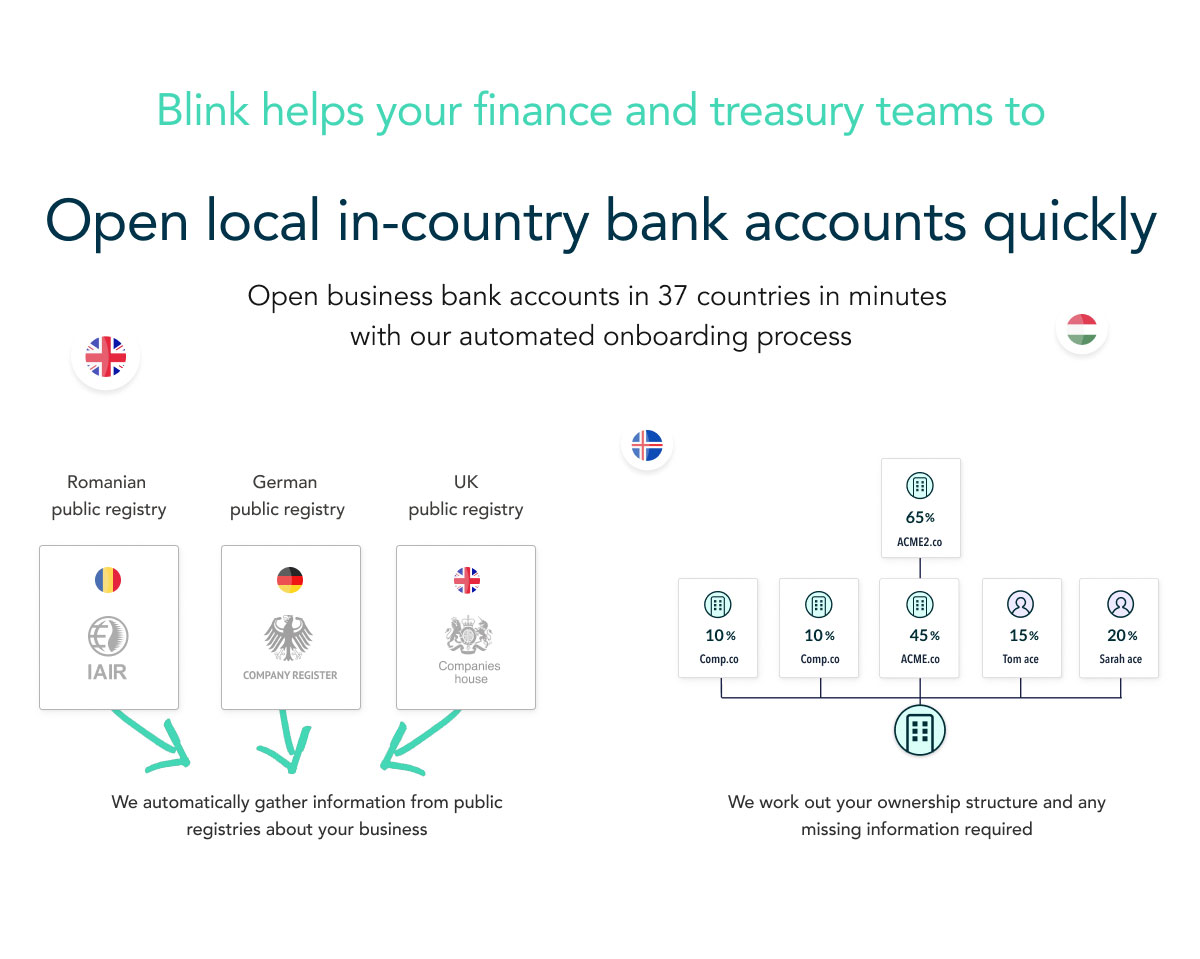 Blink helps your finance and treasury teams to
Open local in-country bank accounts quickly
Open business bank accounts in 37 countries in minutes
with our automated onboarding process
Romanian
public registry
German
public registry
UK
public registry
IAIR
COMPANY REGISTER
Companies
house
We automatically gather information from public
registries about your business
65%
ACME2.co
10%
Comp.co
10%
Comp.co
45%
ACME.co
15%
Tom ace
20%
Sarah ace
We work out your ownership structure and any
missing information required